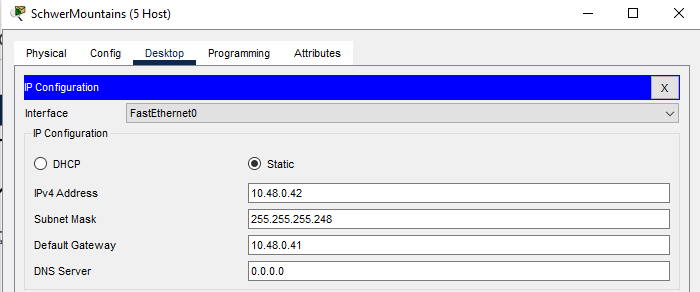 SchwerMountains (5 Host)
Physical Config Desktop Programming Attributes
IP Configuration X
Interface FastEthernet0
IP Configuration
DHCP Static
IPv4 Address 10.48.0.42
Subnet Mask 255.255.255.248
Default Gateway 10.48.0.41
DNS Server 0.0.0.0